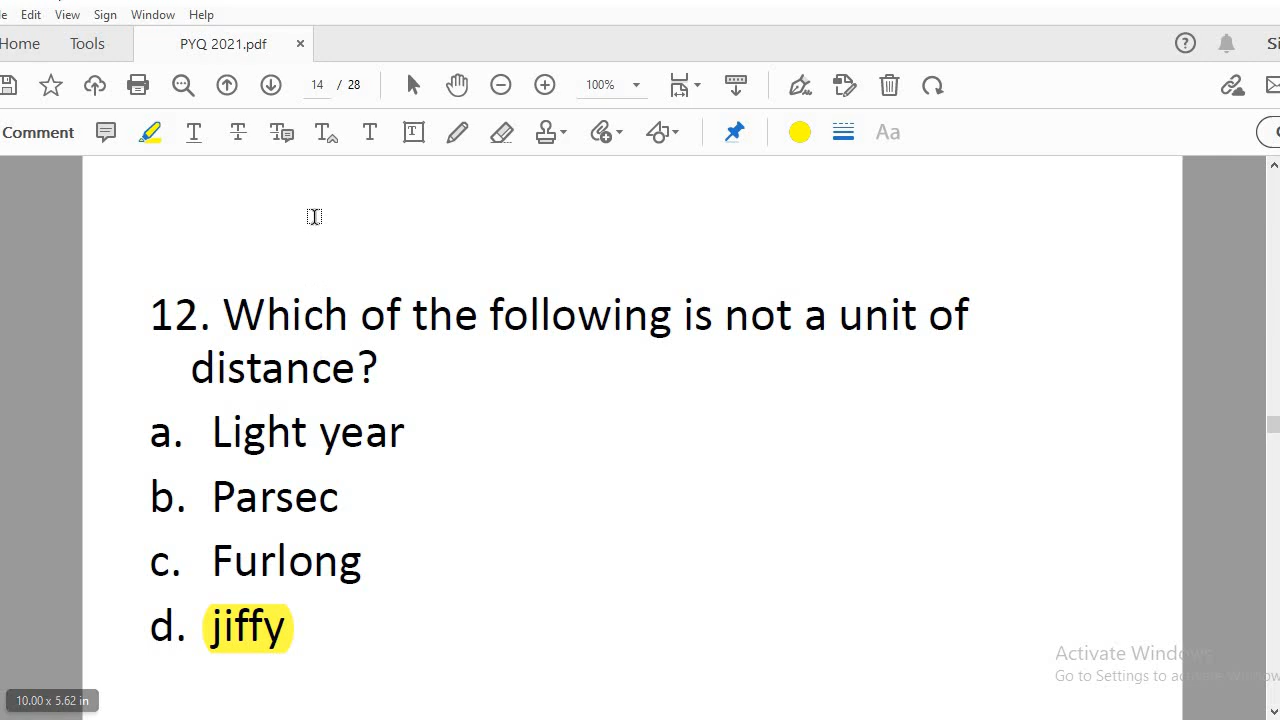 Edit View Sign Window Help
Home Tools PYQ 2021.pdf ×
14 / 28 100%
Comment Aa
12. Which of the following is not a unit of
distance?
a. Light year
b. Parsec
c. Furlong
d. jiffy
Activate Windows
Go to Settings to activate Windows
10.00 x 5.62 in